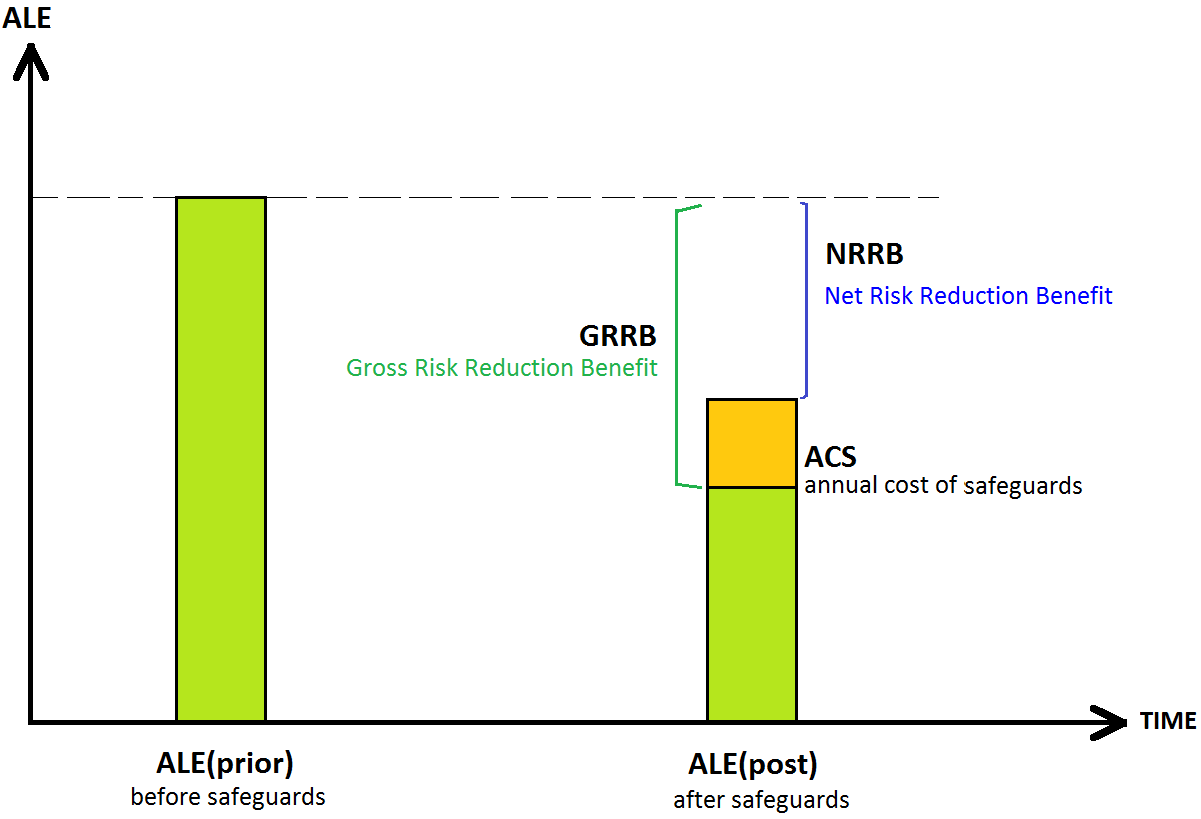 ALE
NRRB
Net Risk Reduction Benefit
GRRB
Gross Risk Reduction Benefit
ACS
annual cost of safeguards
TIME
ALE(prior)
before safeguards
ALE(post)
after safeguards